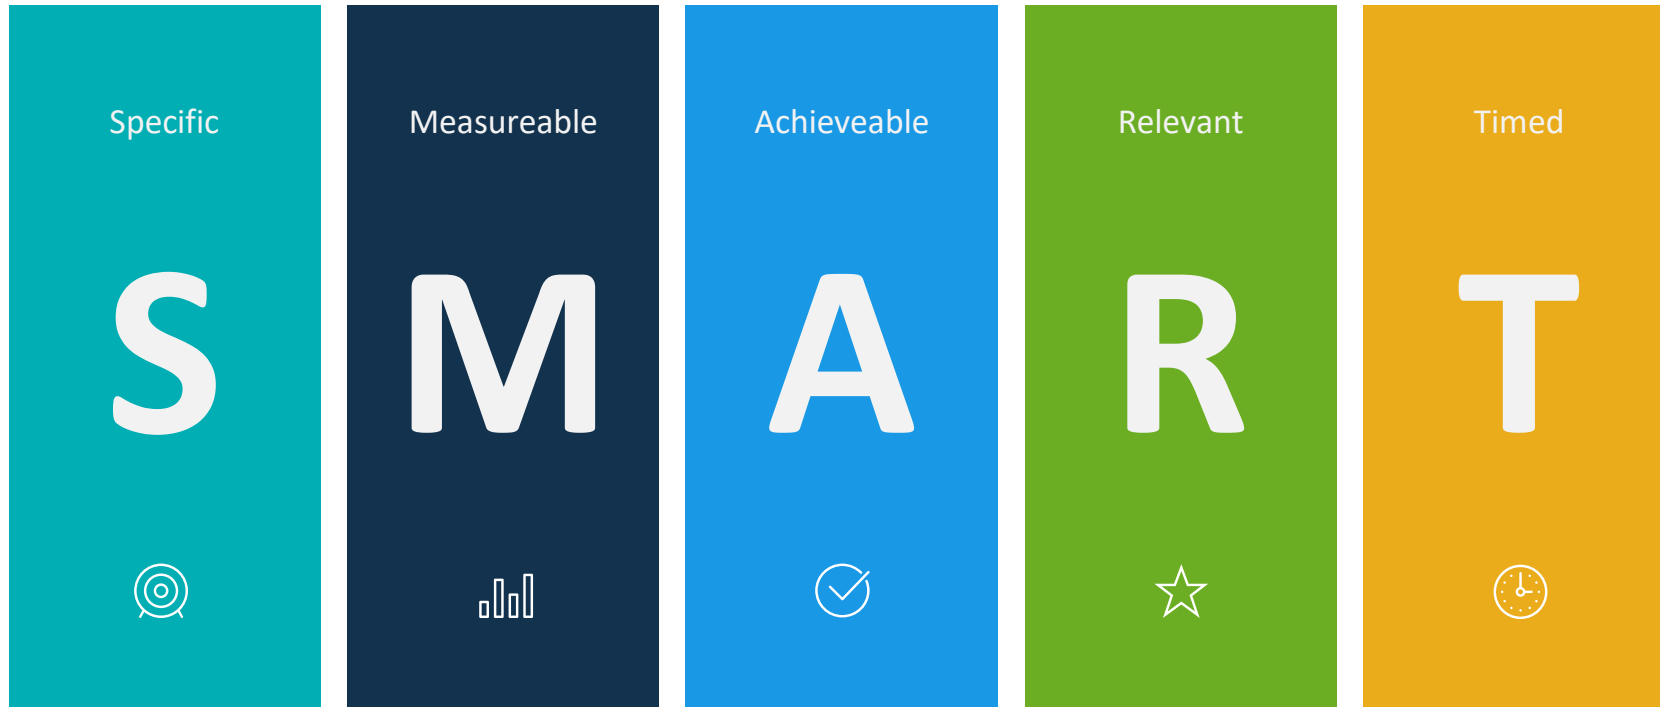 Specific
Measureable
Achieveable
Relevant
Timed
S
M
A
R
T